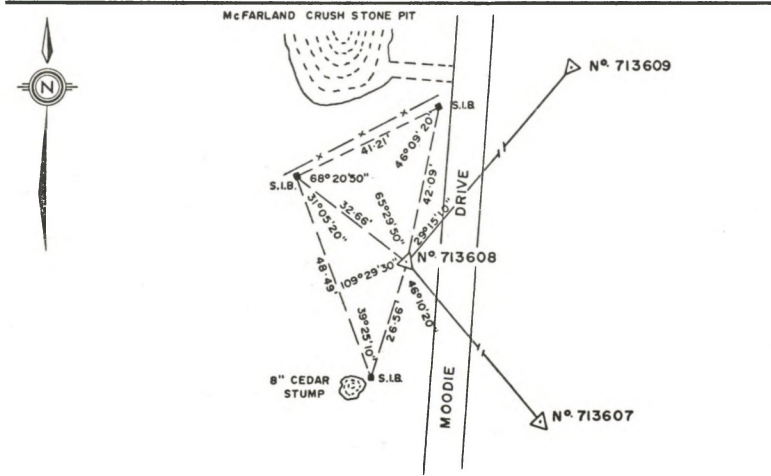 McFARLAND CRUSH STONE PIT
N
Nº. 713609
S.I.B.
41·21'
46°09'20"
S.I.B.
68°20'50"
31°05'20"
32·66'
65°29'50"
42·09'
29°15'10"
DRIVE
Nº. 713608
48·49'
109°29'30"
46°10'20"
39°25'10"
26·56'
8" CEDAR
STUMP
S.I.B.
MOODIE
Nº. 713607